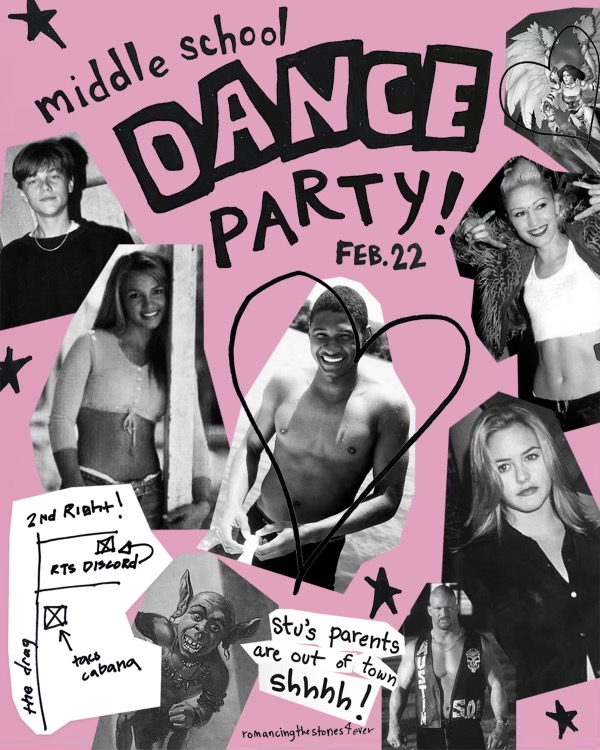 middle school
DANCE
PARTY!
FEB. 22
2nd Right!
RTS DISCORD
the drag
taco
cabana
Stu's parents
are out of town
shhhh!
AUSTIN
romancingthestones4ever